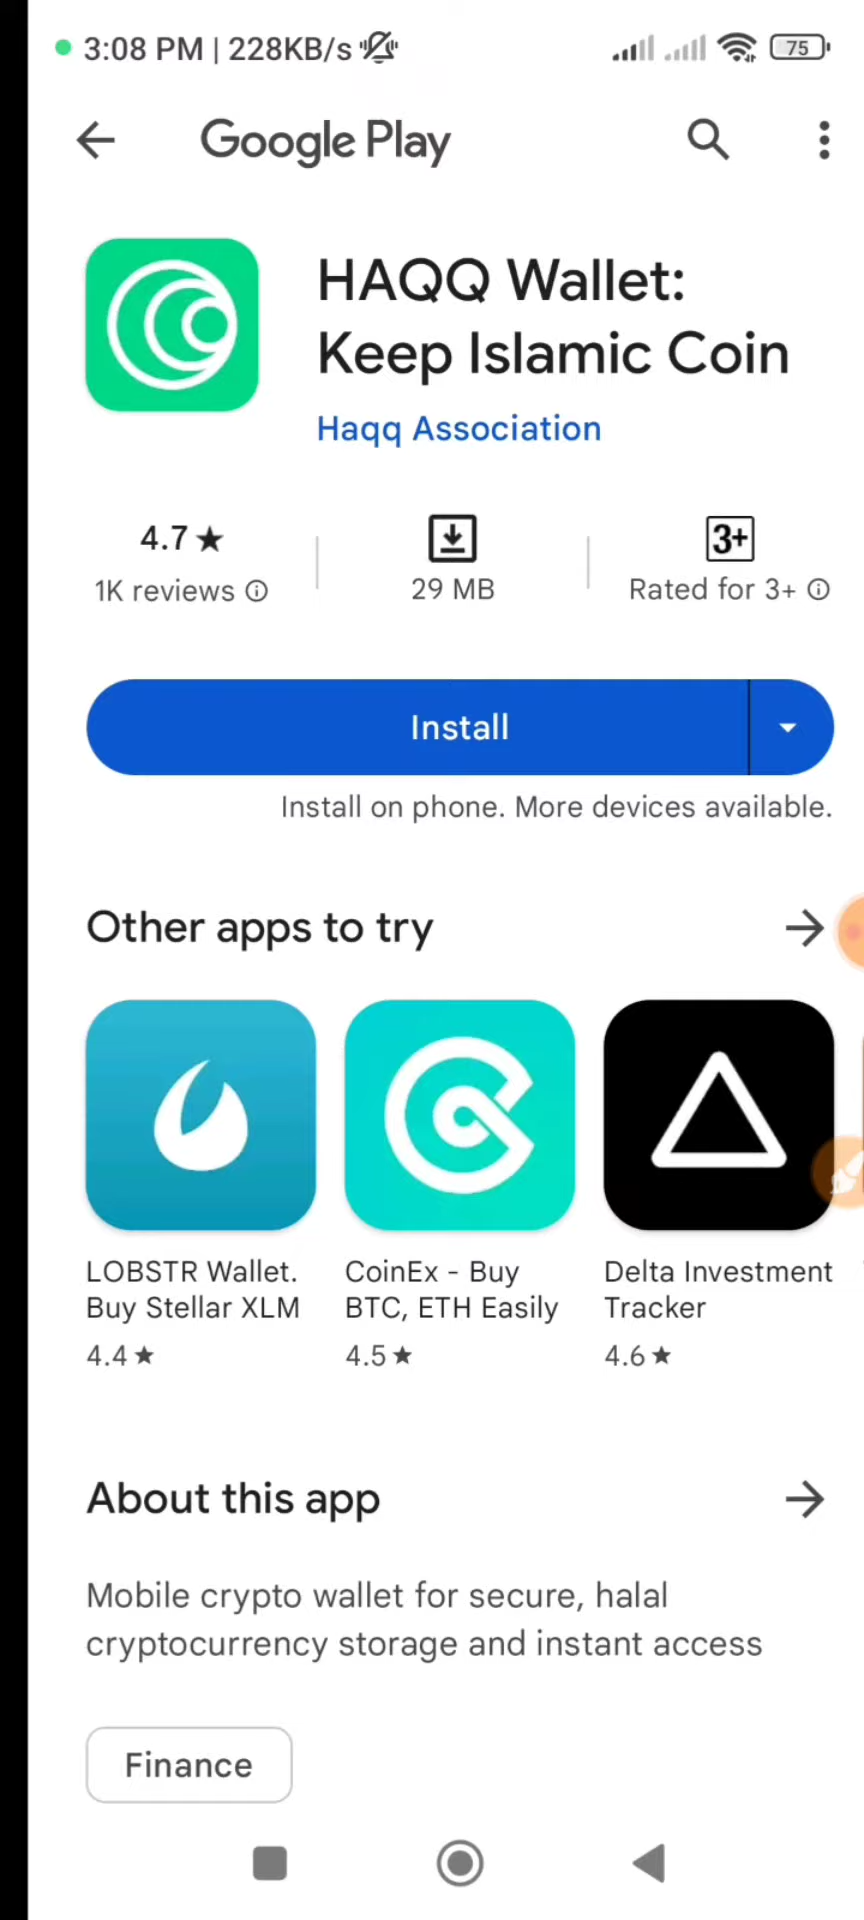 3:08 PM | 228KB/s 75
Google Play
HAQQ Wallet:
Keep Islamic Coin
Haqq Association
4.7★ 3+
1K reviews 29 MB Rated for 3+
Install
Install on phone. More devices available.
Other apps to try
LOBSTR Wallet. CoinEx - Buy Delta Investment
Buy Stellar XLM BTC, ETH Easily Tracker
4.4★ 4.5★ 4.6★
About this app
Mobile crypto wallet for secure, halal
cryptocurrency storage and instant access
Finance